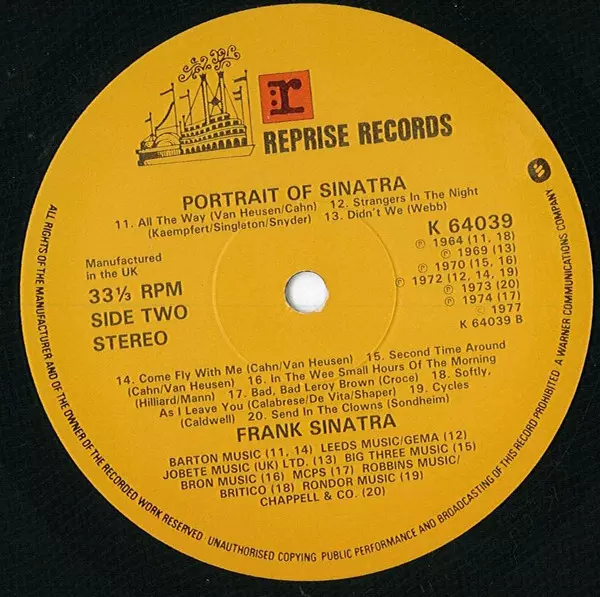 r
REPRISE RECORDS
PORTRAIT OF SINATRA
11. All The Way (Van Heusen/Cahn) 12. Strangers In The Night
(Kaempfert/Singleton/Snyder) 13. Didn't We (Webb)
K 64039
℗ 1964 (11, 18)
℗ 1969 (13)
℗ 1970 (15, 16)
℗ 1972 (12, 14, 19)
℗ 1973 (20)
℗ 1974 (17)
© 1977
K 64039 B
Manufactured
in the UK
33⅓ RPM
SIDE TWO
STEREO
14. Come Fly With Me (Cahn/Van Heusen) 15. Second Time Around
(Cahn/Van Heusen) 16. In The Wee Small Hours Of The Morning
(Hilliard/Mann) 17. Bad, Bad Leroy Brown (Croce) 18. Softly,
As I Leave You (Calabrese/De Vita/Shaper) 19. Cycles
(Caldwell) 20. Send In The Clowns (Sondheim)
FRANK SINATRA
BARTON MUSIC (11, 14) LEEDS MUSIC/GEMA (12)
JOBETE MUSIC (UK) LTD. (13) BIG THREE MUSIC (15)
BRON MUSIC (16) MCPS (17) ROBBINS MUSIC/
BRITICO (18) RONDOR MUSIC (19)
CHAPPELL & CO. (20)
ALL RIGHTS OF THE MANUFACTURER AND OF THE OWNER OF THE RECORDED WORK RESERVED UNAUTHORISED COPYING PUBLIC PERFORMANCE AND BROADCASTING OF THIS RECORD PROHIBITED A WARNER COMMUNICATIONS COMPANY